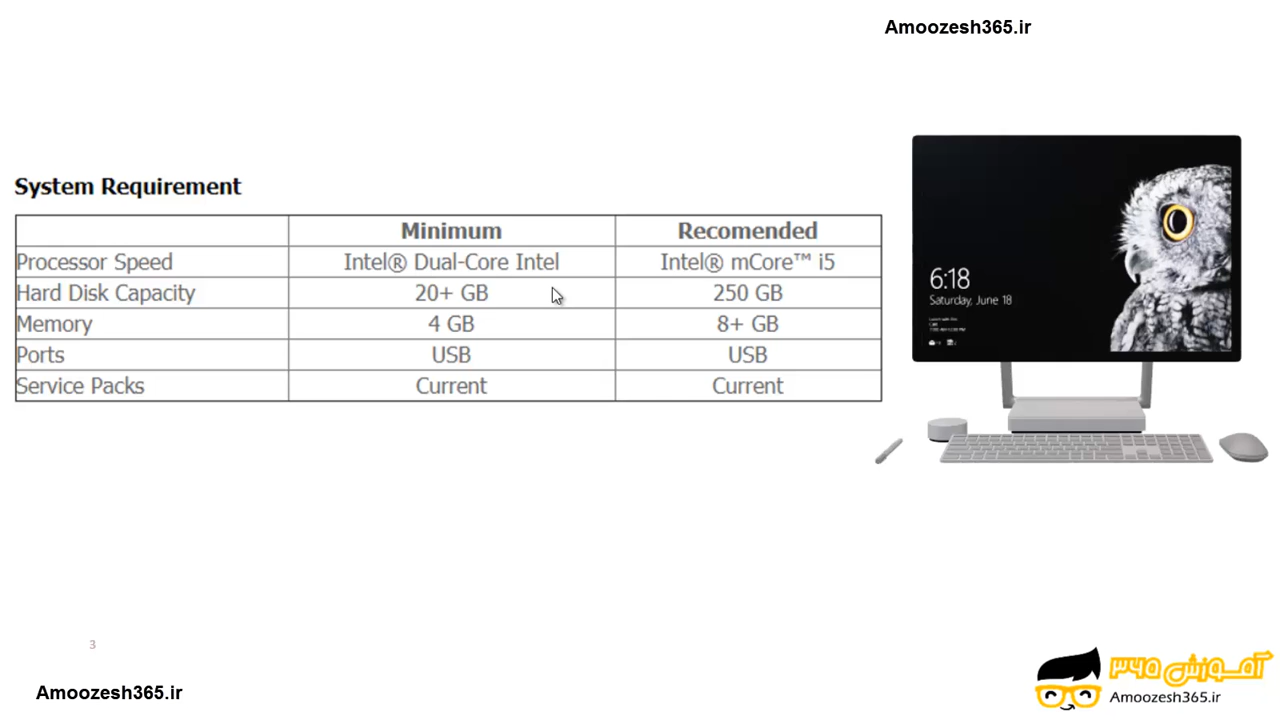 Amoozesh365.ir
System Requirement
Minimum Recomended
Processor Speed Intel® Dual-Core Intel Intel® mCore™ i5
Hard Disk Capacity 20+ GB 250 GB
Memory 4 GB 8+ GB
Ports USB USB
Service Packs Current Current
6:18
Saturday, June 18
3
Amoozesh365.ir
آموزش ۳۶۵
Amoozesh365.ir